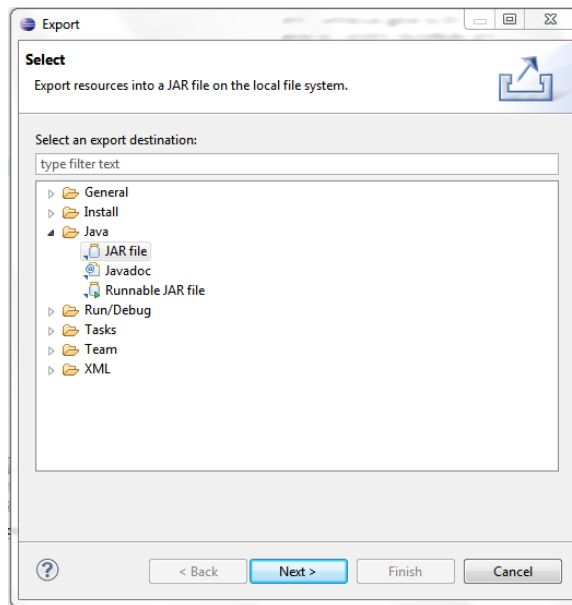 Export
Select
Export resources into a JAR file on the local file system.
Select an export destination:
type filter text
General
Install
Java
JAR file
Javadoc
Runnable JAR file
Run/Debug
Tasks
Team
XML
?
< Back
Next >
Finish
Cancel